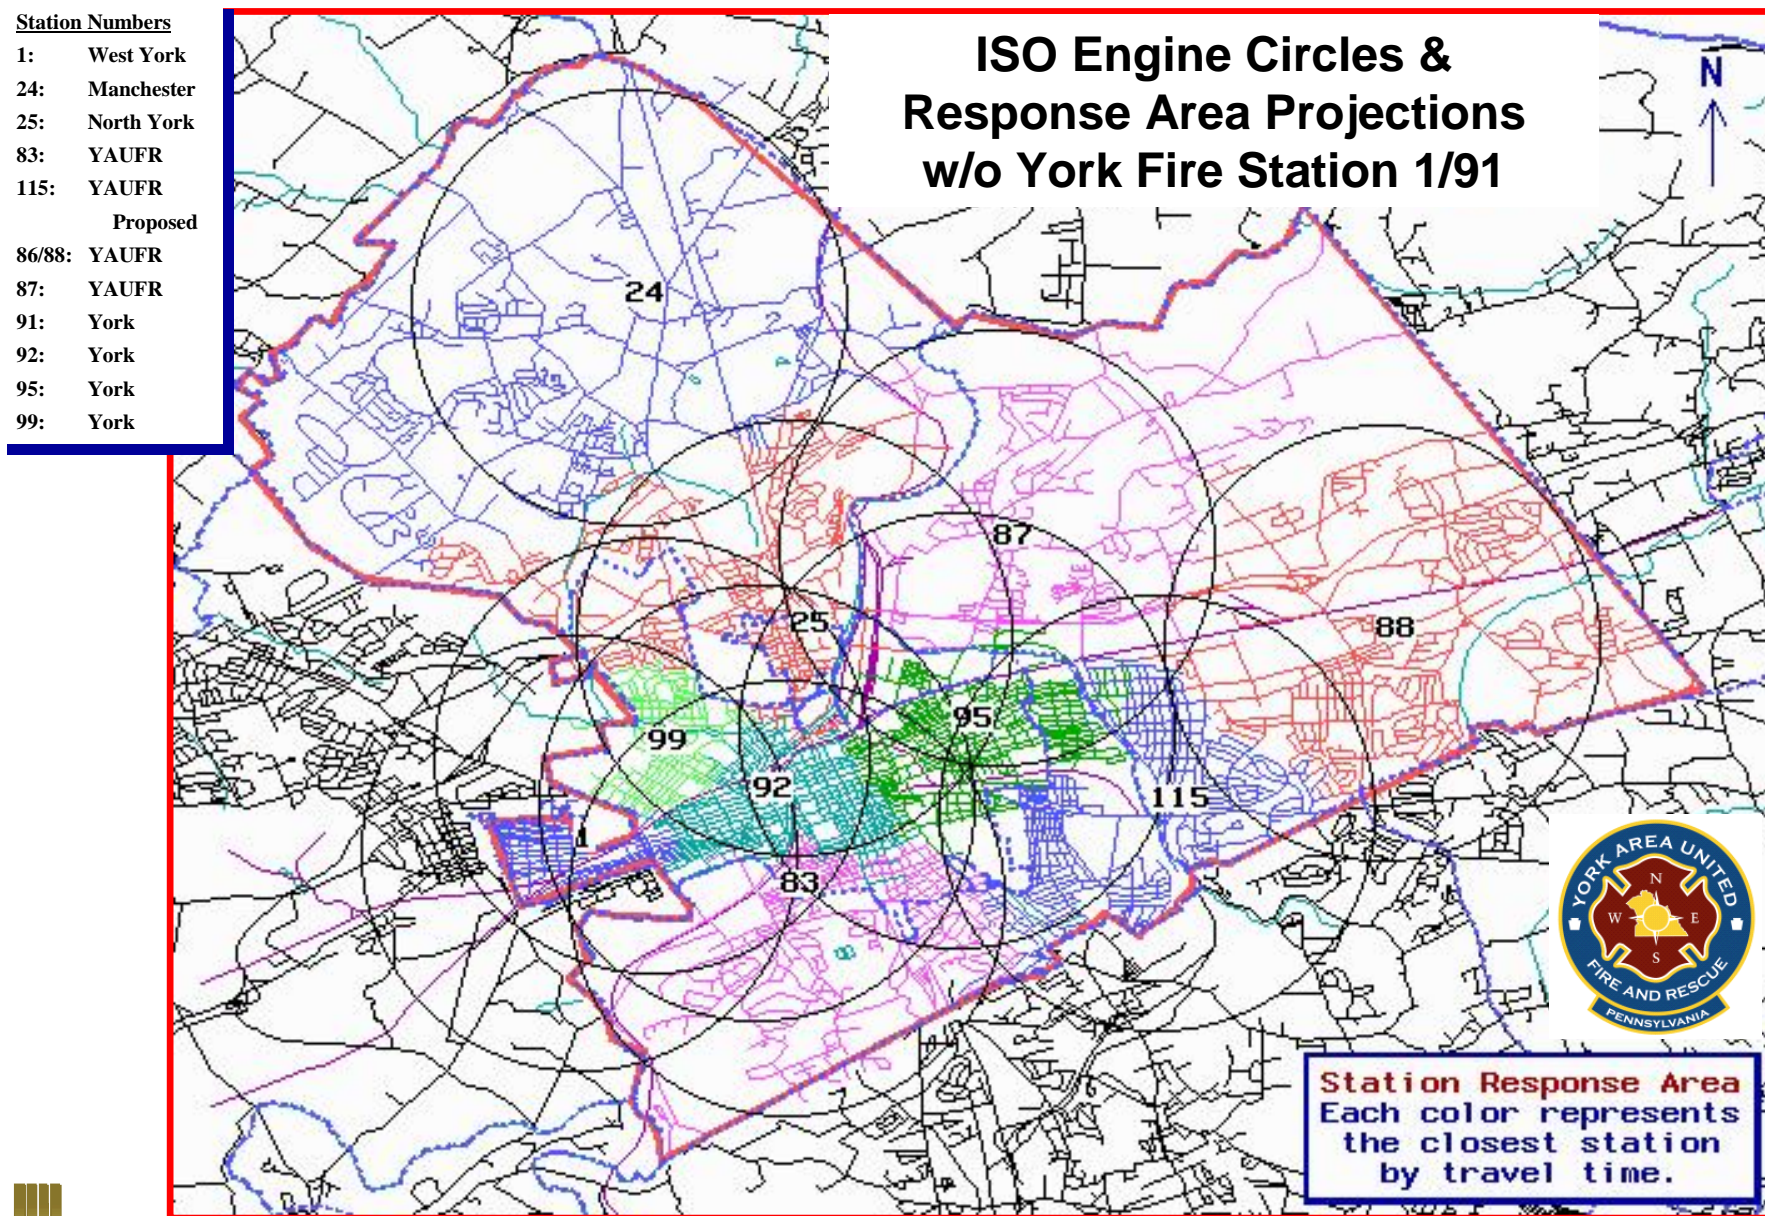 Station Numbers
1: West York
24: Manchester
25: North York
83: YAUFR
115: YAUFR
Proposed
86/88: YAUFR
87: YAUFR
91: York
92: York
95: York
99: York
ISO Engine Circles &
Response Area Projections
w/o York Fire Station 1/91
N
24
87
25
88
95
99
92
115
1
83
YORK AREA UNITED
N
W E
S
FIRE AND RESCUE
PENNSYLVANIA
Station Response Area
Each color represents
the closest station
by travel time.